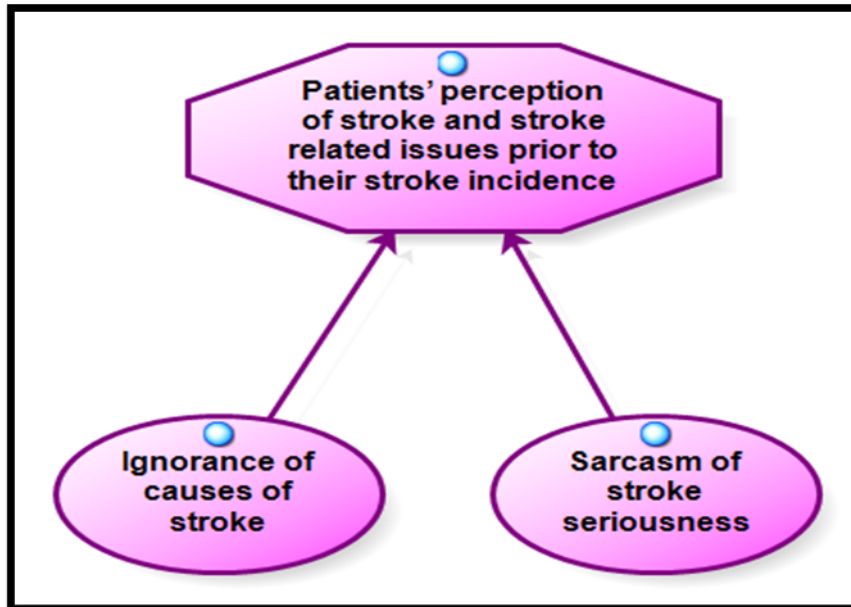 Patients’ perception
of stroke and stroke
related issues prior to
their stroke incidence
Ignorance of
causes of
stroke
Sarcasm of
stroke
seriousness